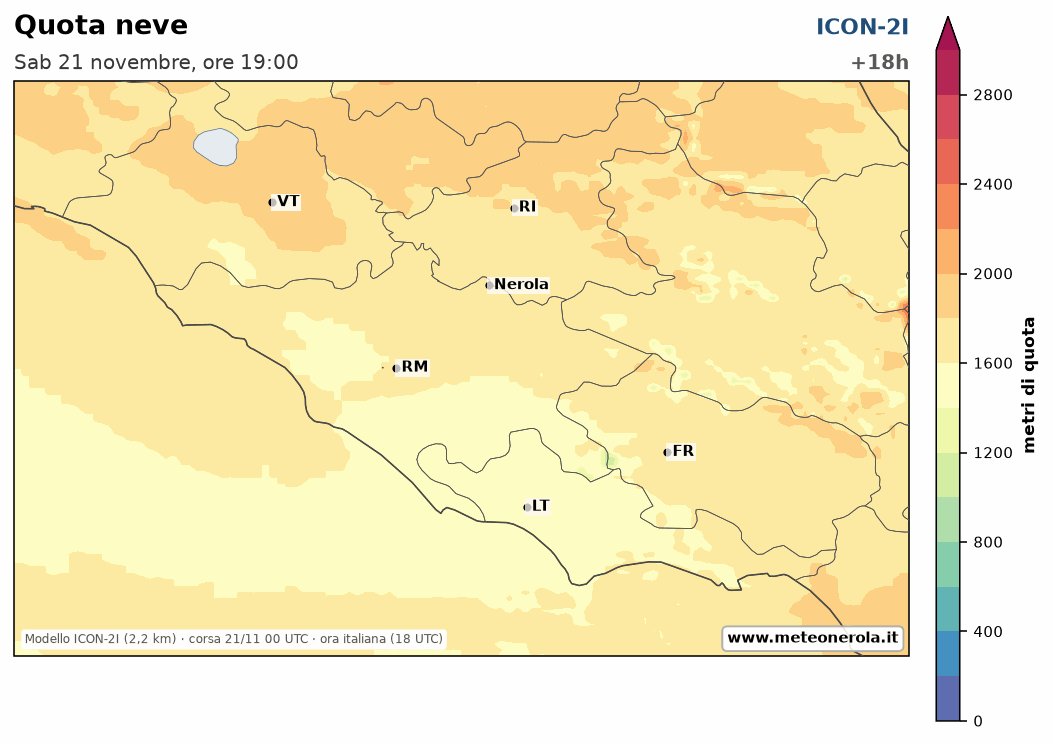 Quota neve
ICON-2I
Sab 21 novembre, ore 19:00
+18h
2800
2400
2000
1600
1200
800
400
0
metri di quota
VT
RI
Nerola
RM
FR
LT
Modello ICON-2I (2,2 km) · corsa 21/11 00 UTC · ora italiana (18 UTC)
www.meteonerola.it